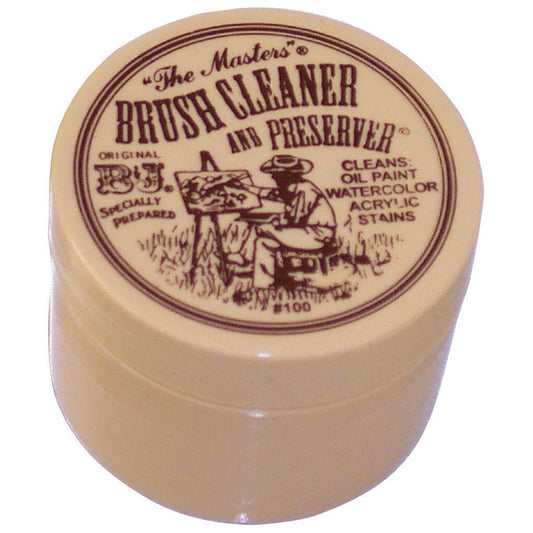 "The Masters"®
BRUSH CLEANER
AND PRESERVER©
ORIGINAL
B&J®
SPECIALLY
PREPARED
CLEANS:
OIL PAINT
WATERCOLOR
ACRYLIC
STAINS
#100